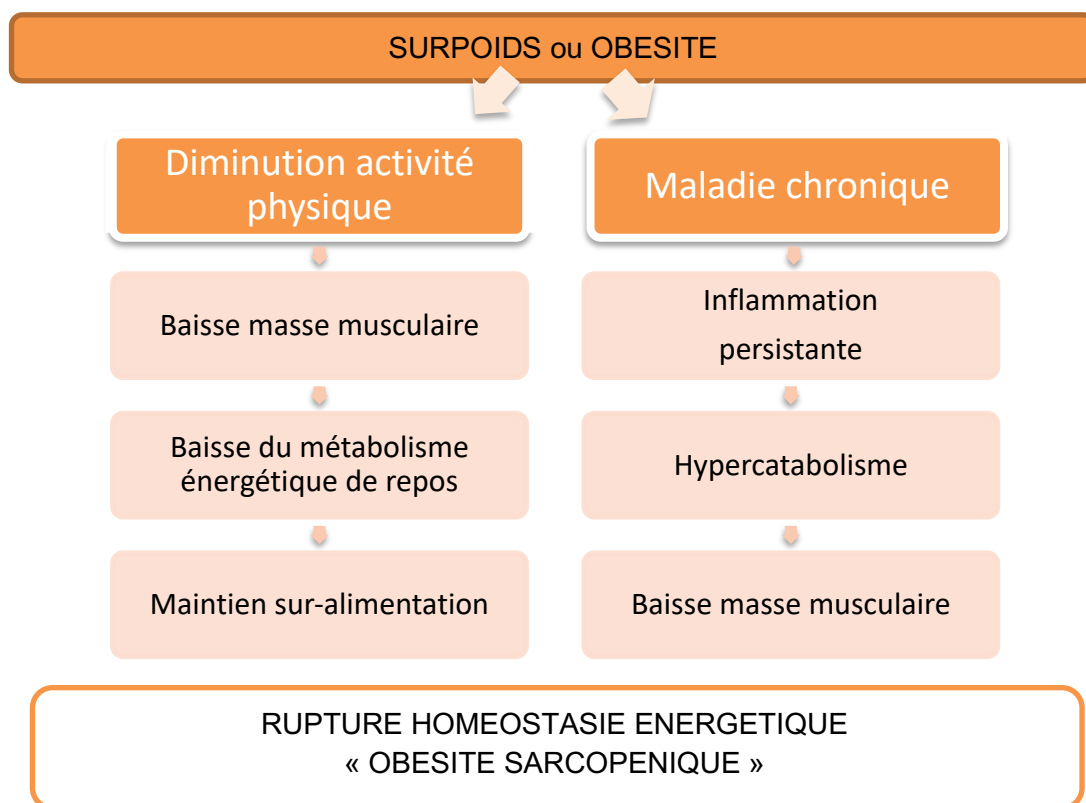 SURPOIDS ou OBESITE
Diminution activité
physique
Baisse masse musculaire
Baisse du métabolisme
énergétique de repos
Maintien sur-alimentation
Maladie chronique
Inflammation
persistante
Hypercatabolisme
Baisse masse musculaire
RUPTURE HOMEOSTASIE ENERGETIQUE
« OBESITE SARCOPENIQUE »